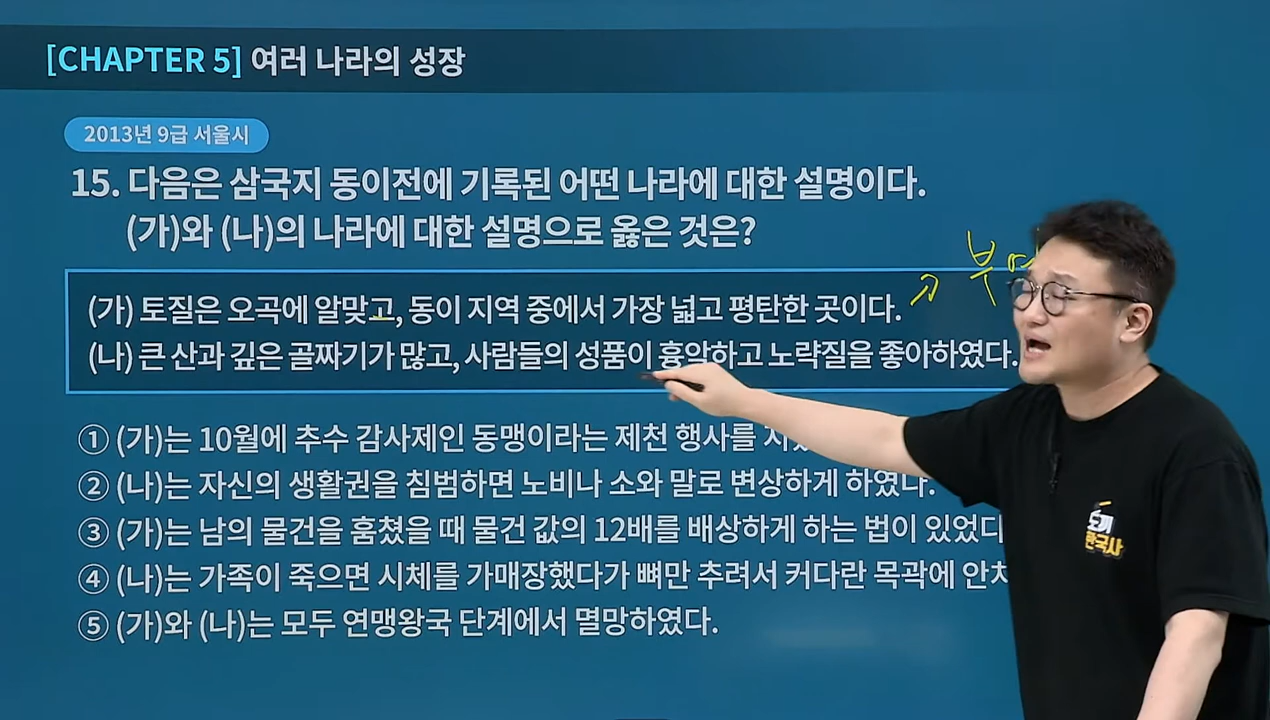 [CHAPTER 5] 여러 나라의 성장
2013년 9급 서울시
15. 다음은 삼국지 동이전에 기록된 어떤 나라에 대한 설명이다.
(가)와 (나)의 나라에 대한 설명으로 옳은 것은?
부여
(가) 토질은 오곡에 알맞고, 동이 지역 중에서 가장 넓고 평탄한 곳이다.
(나) 큰 산과 깊은 골짜기가 많고, 사람들의 성품이 흉악하고 노략질을 좋아하였다.
① (가)는 10월에 추수 감사제인 동맹이라는 제천 행사를
② (나)는 자신의 생활권을 침범하면 노비나 소와 말로 변상하게 하였다.
③ (가)는 남의 물건을 훔쳤을 때 물건 값의 12배를 배상하게 하는 법이 있었다
④ (나)는 가족이 죽으면 시체를 가매장했다가 뼈만 추려서 커다란 목곽에
⑤ (가)와 (나)는 모두 연맹왕국 단계에서 멸망하였다.
한국사